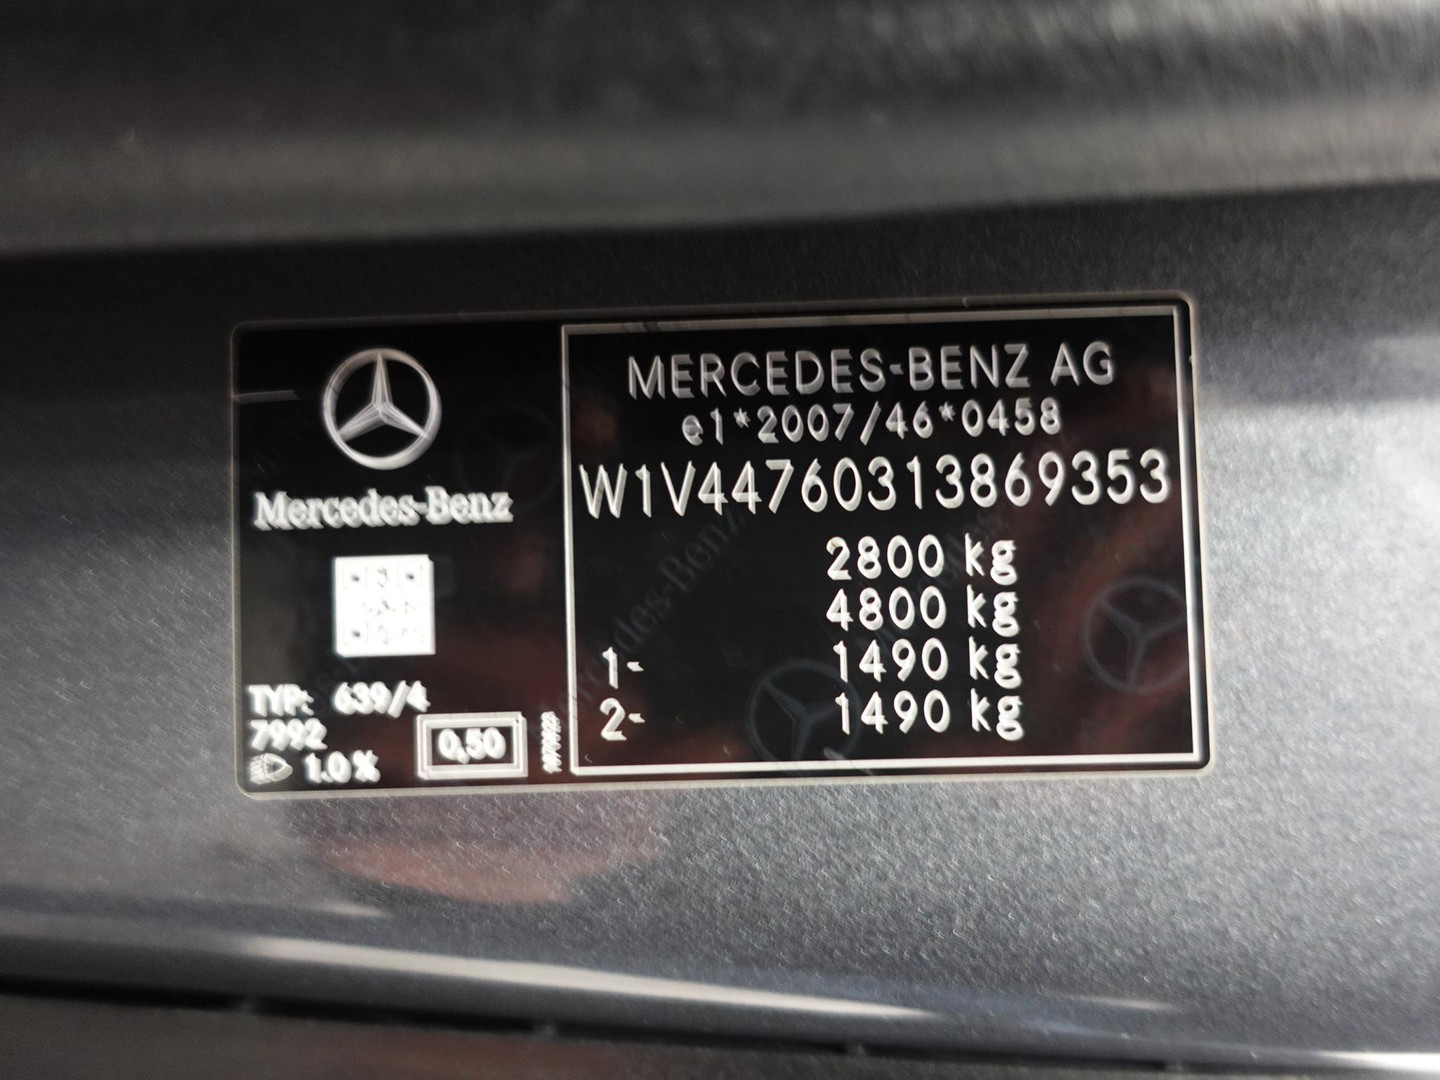 Mercedes-Benz
TYP: 639/4
7992
1.0 %
0,50
MERCEDES-BENZ AG
e1*2007/46*0458
W1V44760313869353
2800 kg
4800 kg
1- 1490 kg
2- 1490 kg